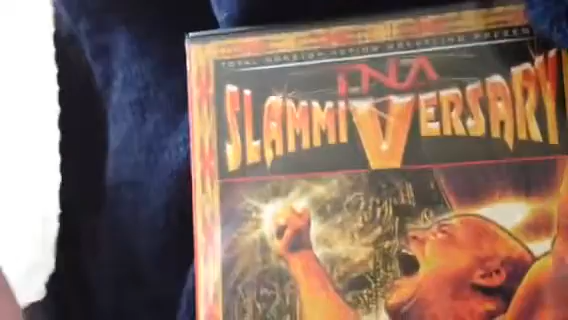 TOTAL NONSTOP ACTION WRESTLING PRESENTS
TNA
SLAMMIVERSARY